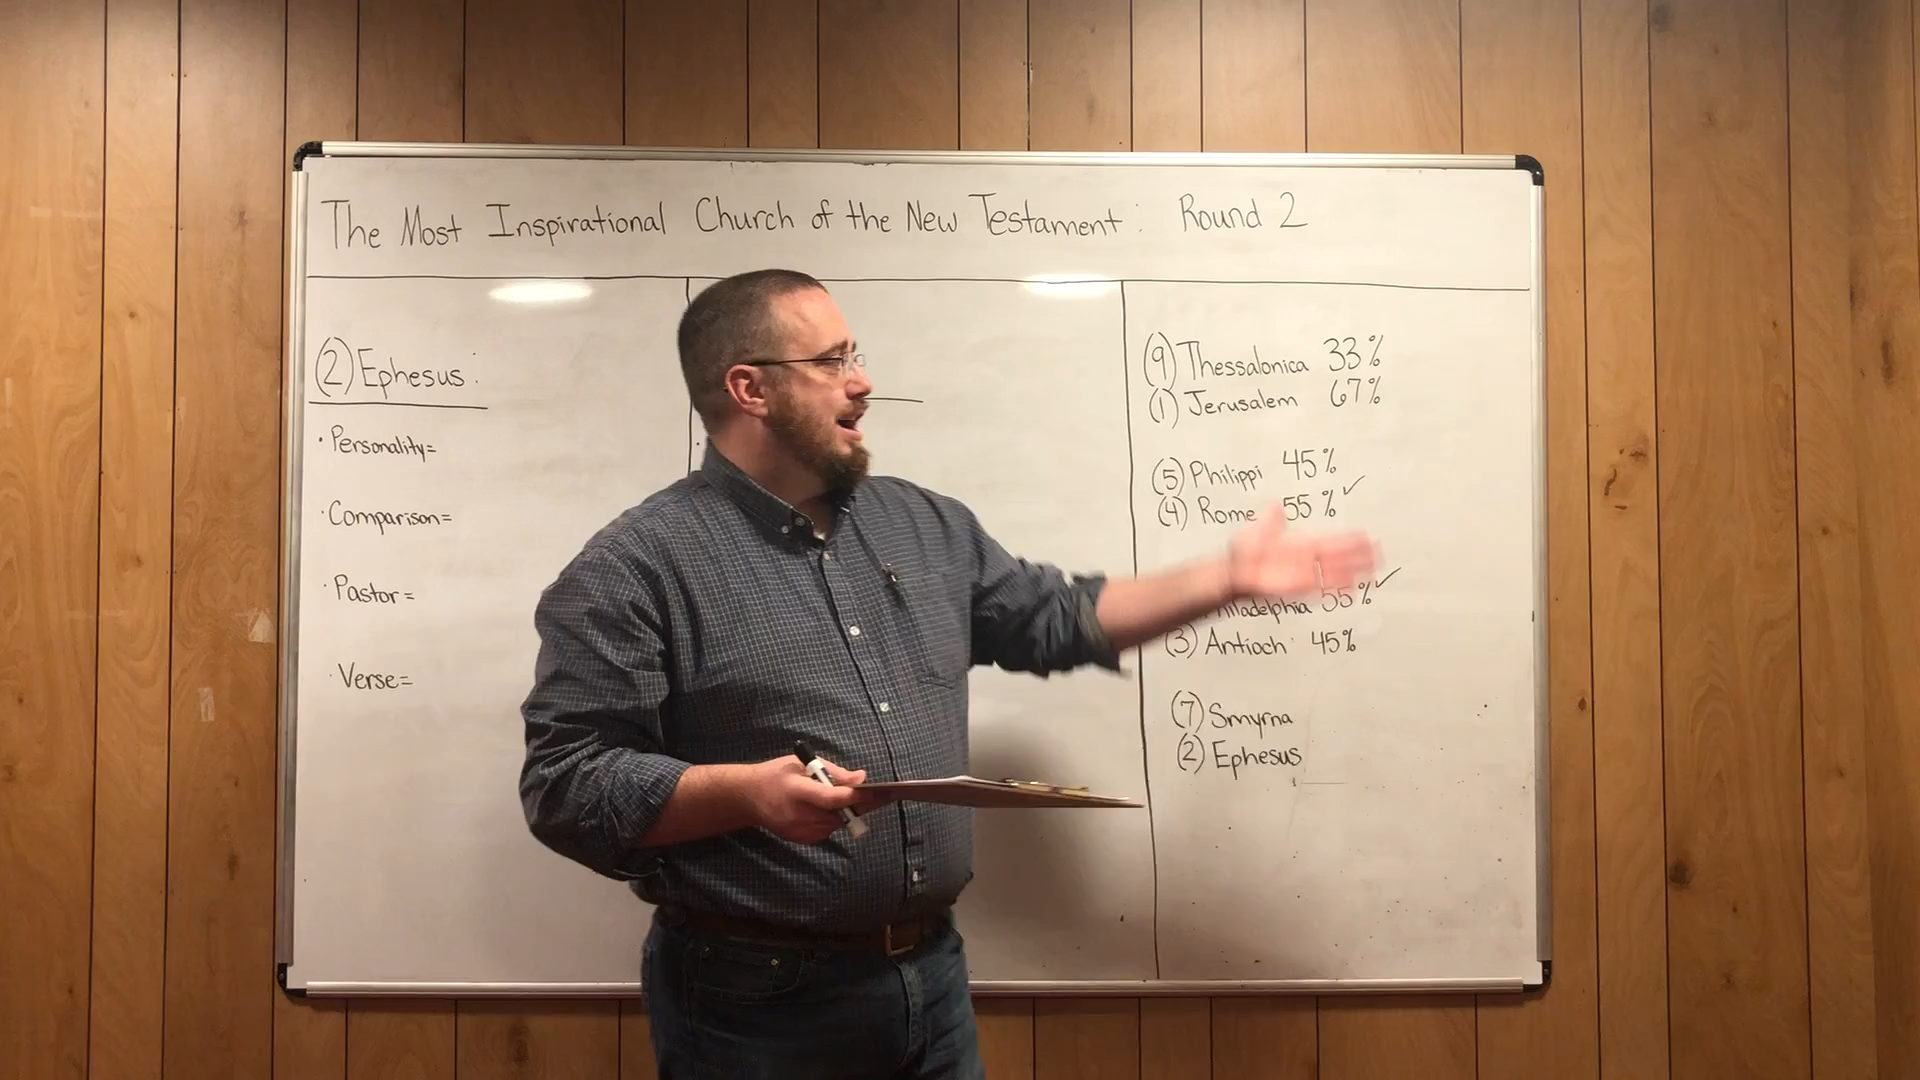 The Most Inspirational Church of the New Testament: Round 2
(2) Ephesus:
· Personality=
· Comparison=
· Pastor=
· Verse=
(9) Thessalonica 33%
(1) Jerusalem 67%
(5) Philippi 45%
(4) Rome 55% ✓
hiladelphia 55% ✓
(3) Antioch 45%
(7) Smyrna
(2) Ephesus